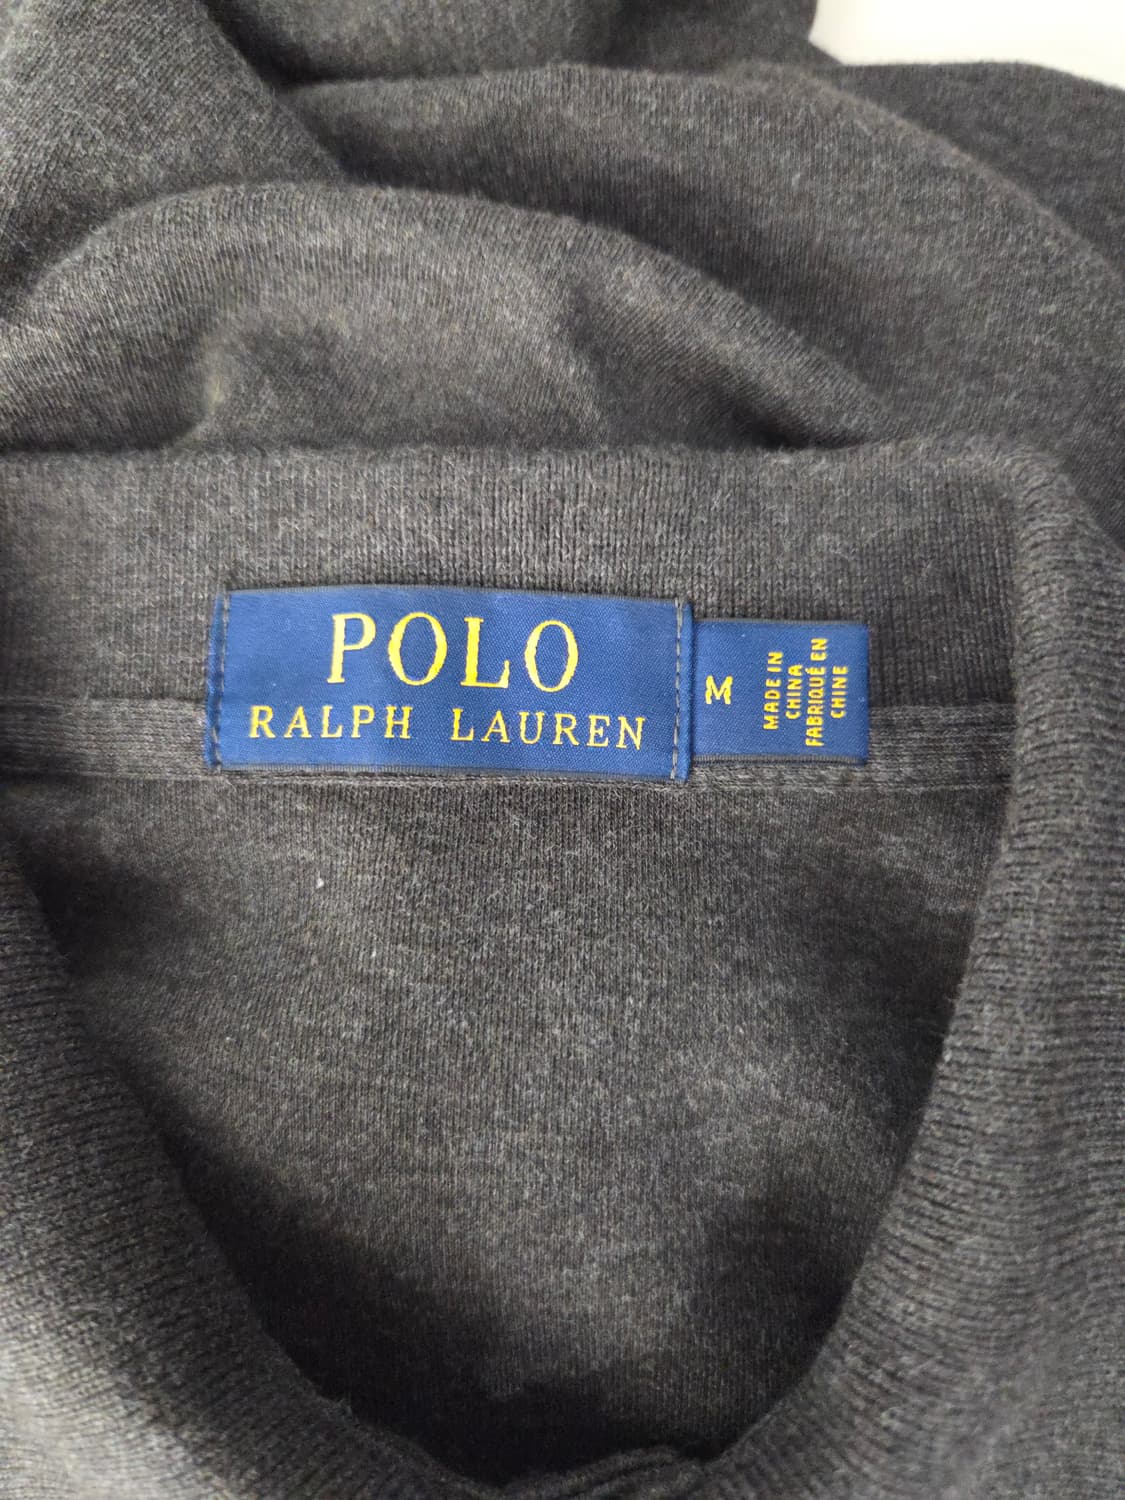 POLO
RALPH LAUREN
M
MADE IN
CHINA
FABRIQUÉ EN
CHINE